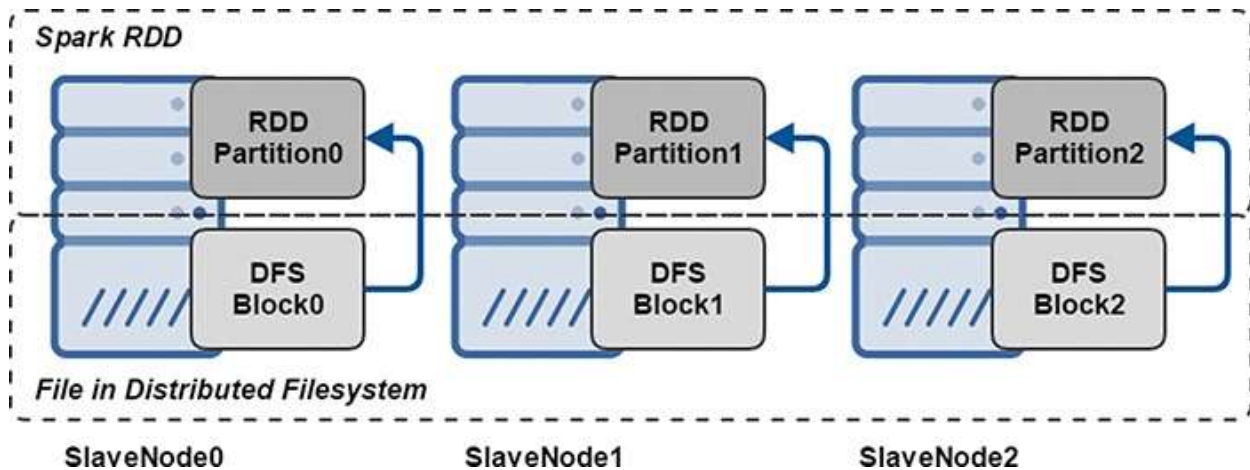 Spark RDD
RDD
Partition0
RDD
Partition1
RDD
Partition2
DFS
Block0
DFS
Block1
DFS
Block2
File in Distributed Filesystem
SlaveNode0
SlaveNode1
SlaveNode2